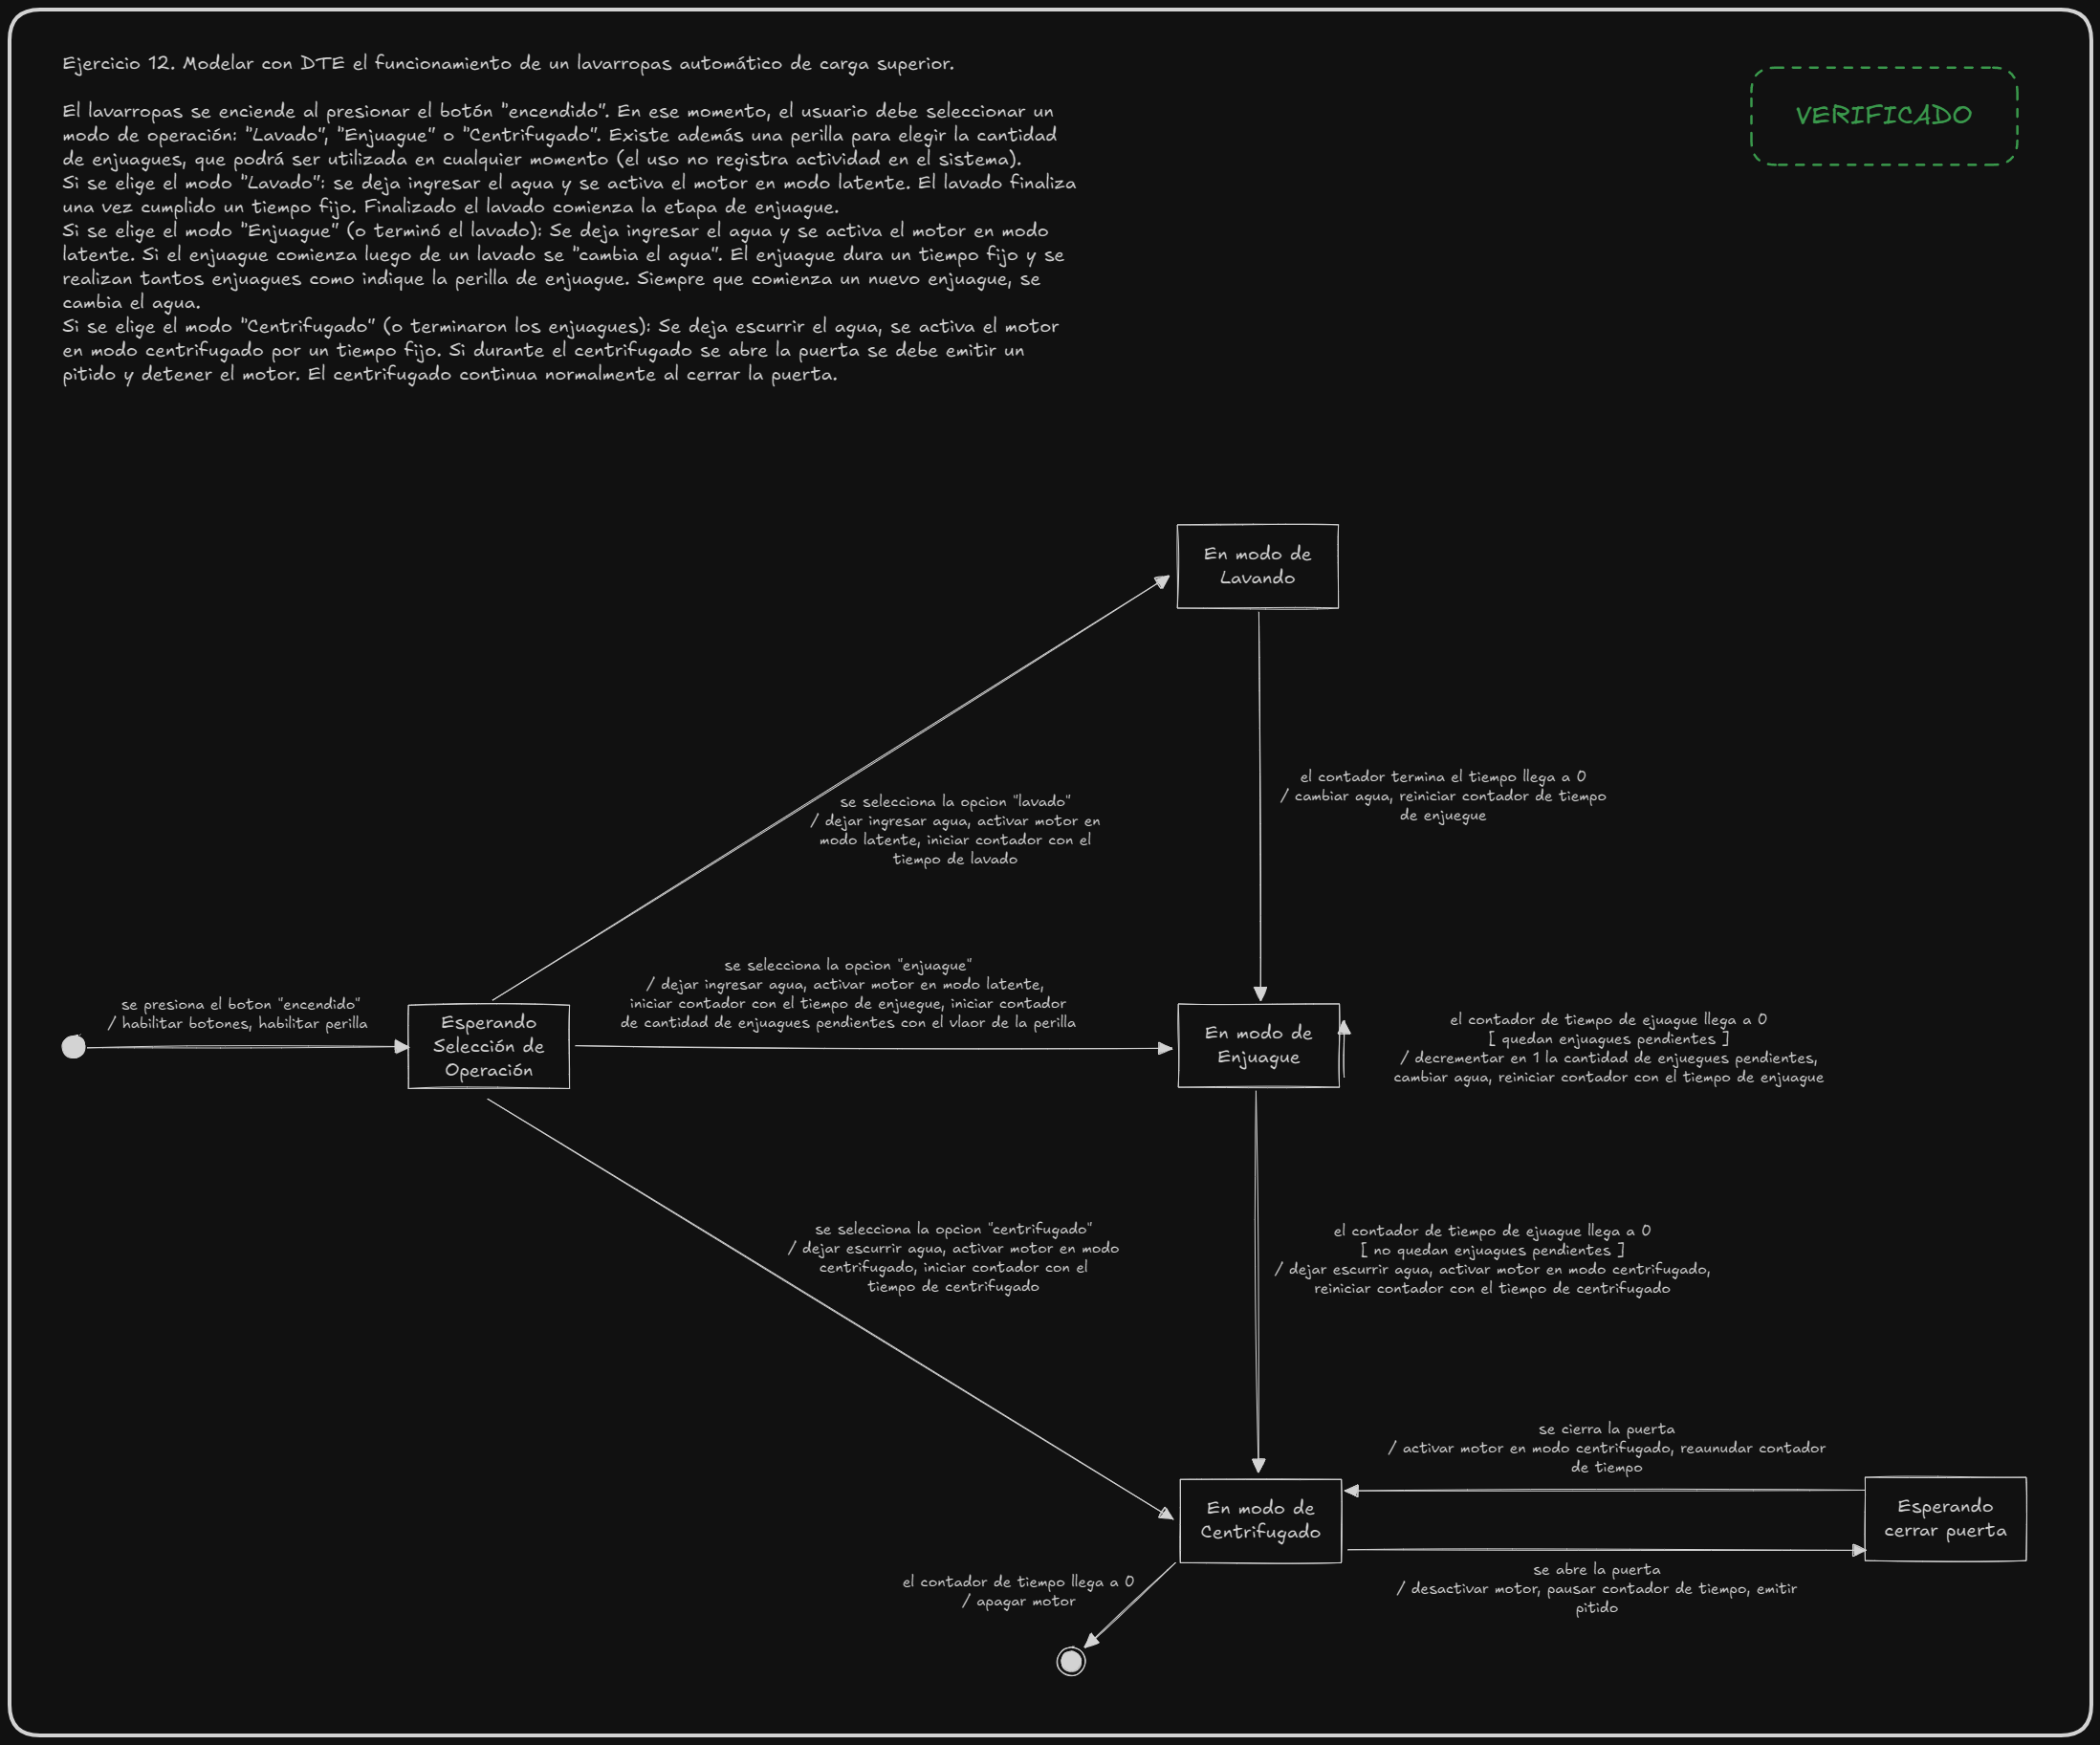 Ejercicio 12. Modelar con DTE el funcionamiento de un lavarropas automático de carga superior.
VERIFICADO
El lavarropas se enciende al presionar el botón "encendido". En ese momento, el usuario debe seleccionar un
modo de operación: "Lavado", "Enjuague" o "Centrifugado". Existe además una perilla para elegir la cantidad
de enjuagues, que podrá ser utilizada en cualquier momento (el uso no registra actividad en el sistema).
Si se elige el modo "Lavado": se deja ingresar el agua y se activa el motor en modo latente. El lavado finaliza
una vez cumplido un tiempo fijo. Finalizado el lavado comienza la etapa de enjuague.
Si se elige el modo "Enjuague" (o terminó el lavado): Se deja ingresar el agua y se activa el motor en modo
latente. Si el enjuague comienza luego de un lavado se "cambia el agua". El enjuague dura un tiempo fijo y se
realizan tantos enjuagues como indique la perilla de enjuague. Siempre que comienza un nuevo enjuague, se
cambia el agua.
Si se elige el modo "Centrifugado" (o terminaron los enjuagues): Se deja escurrir el agua, se activa el motor
en modo centrifugado por un tiempo fijo. Si durante el centrifugado se abre la puerta se debe emitir un
pitido y detener el motor. El centrifugado continua normalmente al cerrar la puerta.
En modo de
Lavando
el contador termina el tiempo llega a 0
/ cambiar agua, reiniciar contador de tiempo
de enjuegue
se selecciona la opcion "lavado"
/ dejar ingresar agua, activar motor en
modo latente, iniciar contador con el
tiempo de lavado
se selecciona la opcion "enjuague"
/ dejar ingresar agua, activar motor en modo latente,
iniciar contador con el tiempo de enjuegue, iniciar contador
de cantidad de enjuagues pendientes con el vlaor de la perilla
se presiona el boton "encendido"
/ habilitar botones, habilitar perilla
Esperando
Selección de
Operación
En modo de
Enjuague
el contador de tiempo de ejuague llega a 0
[ quedan enjuagues pendientes ]
/ decrementar en 1 la cantidad de enjuegues pendientes,
cambiar agua, reiniciar contador con el tiempo de enjuague
se selecciona la opcion "centrifugado"
/ dejar escurrir agua, activar motor en modo
centrifugado, iniciar contador con el
tiempo de centrifugado
el contador de tiempo de ejuague llega a 0
[ no quedan enjuagues pendientes ]
/ dejar escurrir agua, activar motor en modo centrifugado,
reiniciar contador con el tiempo de centrifugado
se cierra la puerta
/ activar motor en modo centrifugado, reaunudar contador
de tiempo
En modo de
Centrifugado
Esperando
cerrar puerta
se abre la puerta
/ desactivar motor, pausar contador de tiempo, emitir
pitido
el contador de tiempo llega a 0
/ apagar motor